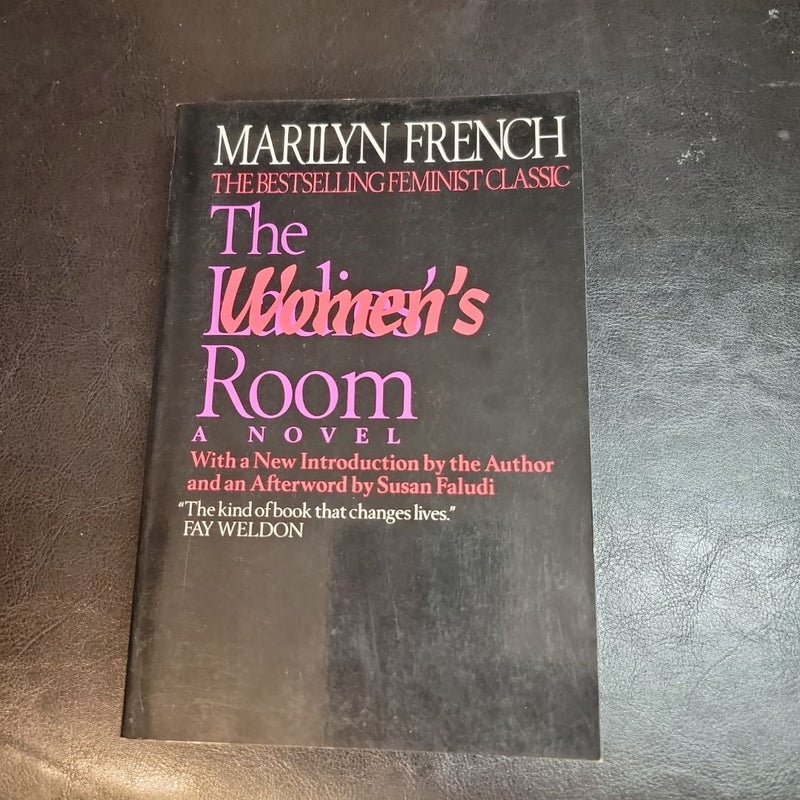 MARILYN FRENCH
THE BESTSELLING FEMINIST CLASSIC
The
Ladies'
Women's
Room
A NOVEL
With a New Introduction by the Author
and an Afterword by Susan Faludi
"The kind of book that changes lives."
FAY WELDON